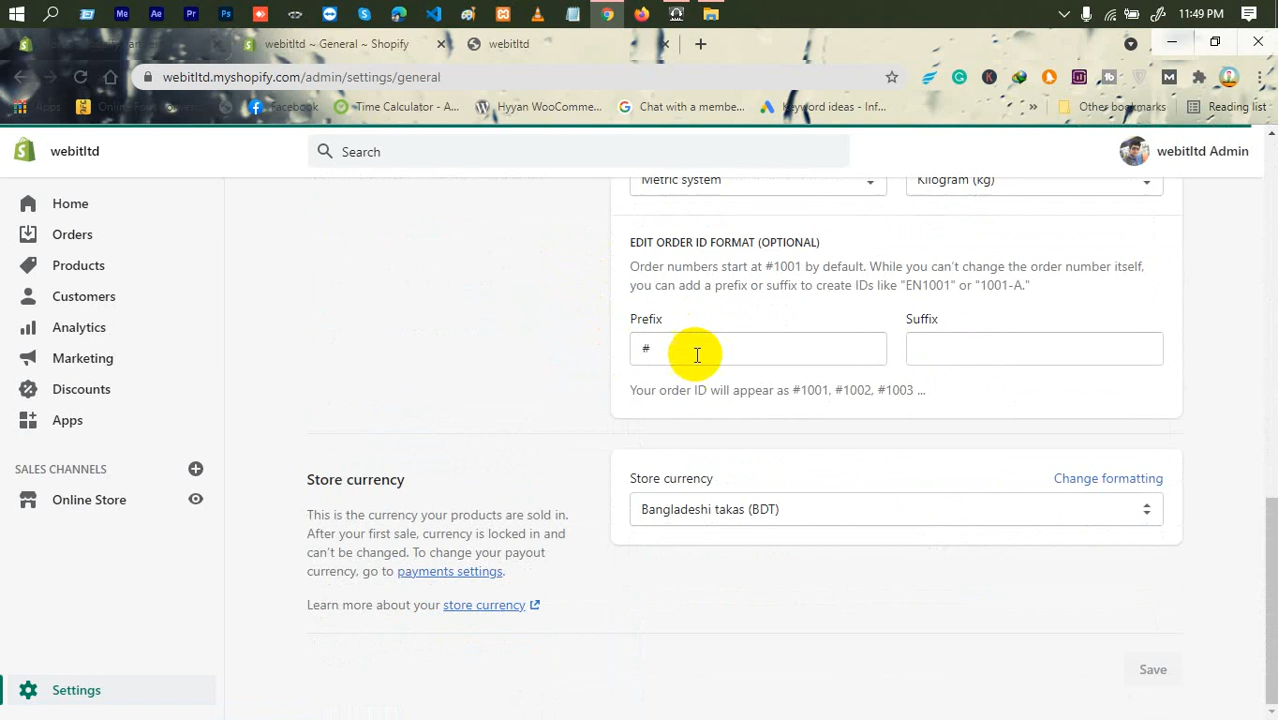 11:49 PM
webitltd ~ General ~ Shopify
webitltd
webitltd.myshopify.com/admin/settings/general
Apps
Facebook
Time Calculator - A...
Hyyan WooComme...
Chat with a membe...
Keyword ideas - Inf...
Other bookmarks
Reading list
webitltd
Search
webitltd Admin
Home
Orders
Products
Customers
Analytics
Marketing
Discounts
Apps
SALES CHANNELS
Online Store
Settings
Metric system
Kilogram (kg)
EDIT ORDER ID FORMAT (OPTIONAL)
Order numbers start at #1001 by default. While you can't change the order number itself,
you can add a prefix or suffix to create IDs like "EN1001" or "1001-A."
Prefix
Suffix
#
Your order ID will appear as #1001, #1002, #1003 ...
Store currency
This is the currency your products are sold in.
After your first sale, currency is locked in and
can't be changed. To change your payout
currency, go to payments settings.
Learn more about your store currency
Store currency
Change formatting
Bangladeshi takas (BDT)
Save